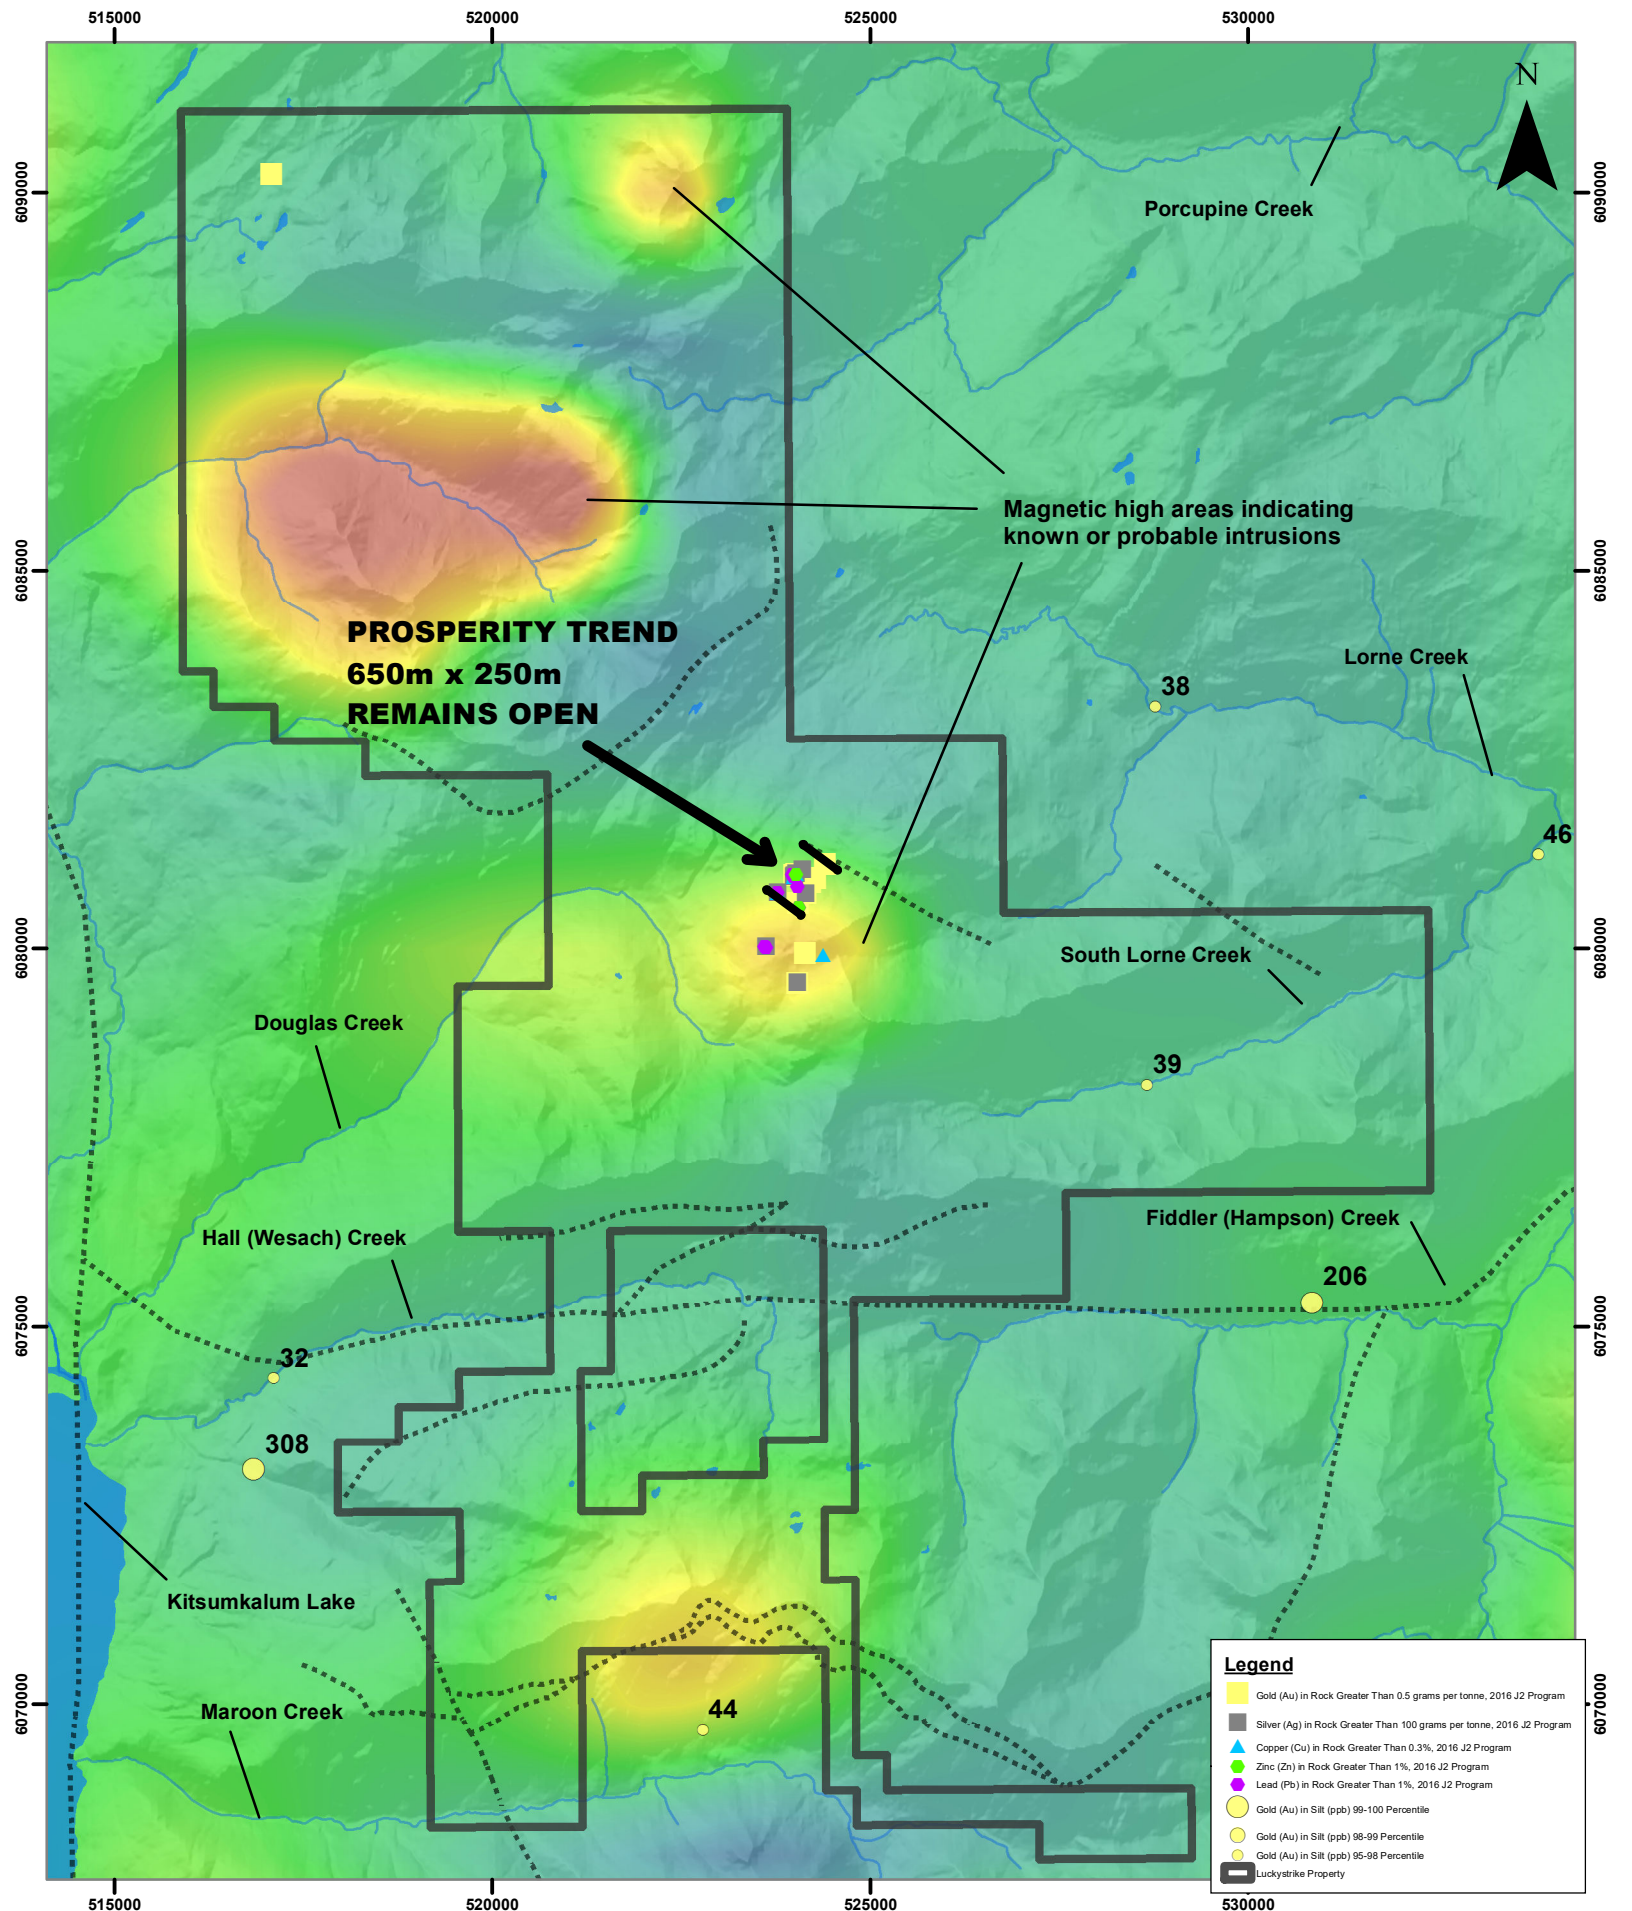 515000
520000
525000
530000
N
6090000
6090000
Porcupine Creek
Magnetic high areas indicating
known or probable intrusions
6085000
6085000
PROSPERITY TREND
650m x 250m
REMAINS OPEN
Lorne Creek
38
46
6080000
6080000
South Lorne Creek
Douglas Creek
39
Hall (Wesach) Creek
Fiddler (Hampson) Creek
206
6075000
6075000
32
308
Kitsumkalum Lake
Maroon Creek
44
6070000
6070000
Legend
Gold (Au) in Rock Greater Than 0.5 grams per tonne, 2016 J2 Program
Silver (Ag) in Rock Greater Than 100 grams per tonne, 2016 J2 Program
Copper (Cu) in Rock Greater Than 0.3%, 2016 J2 Program
Zinc (Zn) in Rock Greater Than 1%, 2016 J2 Program
Lead (Pb) in Rock Greater Than 1%, 2016 J2 Program
Gold (Au) in Silt (ppb) 99-100 Percentile
Gold (Au) in Silt (ppb) 98-99 Percentile
Gold (Au) in Silt (ppb) 95-98 Percentile
Luckystrike Property
515000
520000
525000
530000